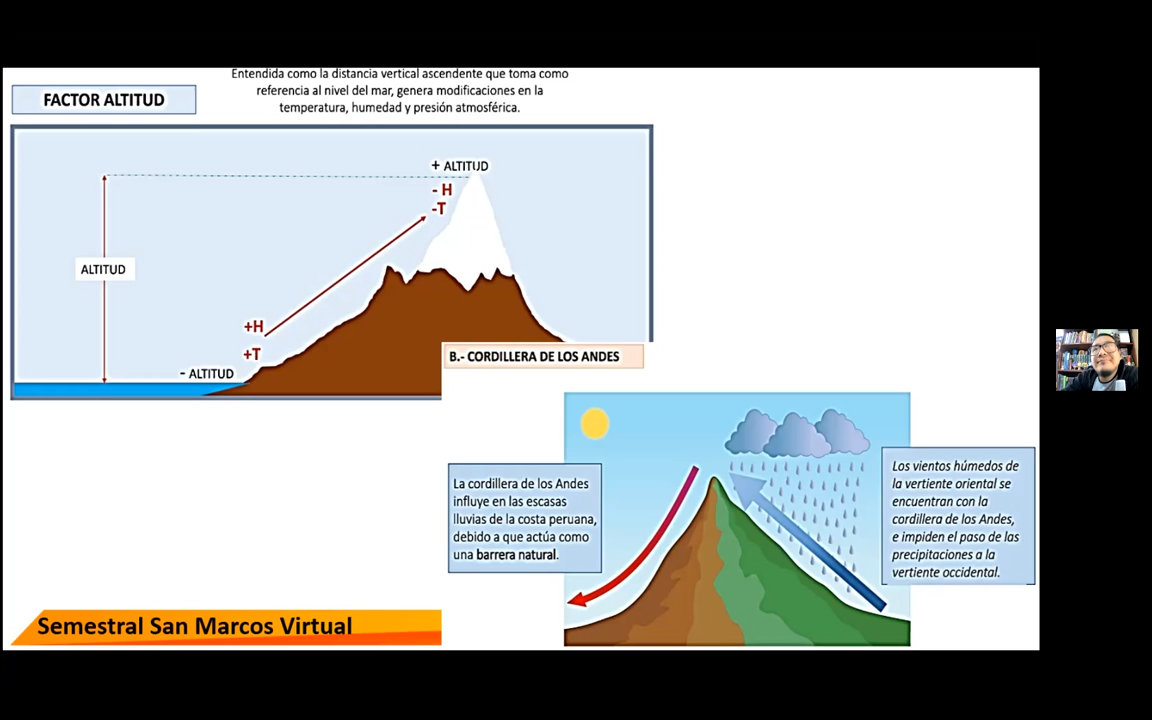 Entendida como la distancia vertical ascendente que toma como
referencia al nivel del mar, genera modificaciones en la
temperatura, humedad y presión atmosférica.
FACTOR ALTITUD
+ ALTITUD
- H
-T
ALTITUD
+H
+T
- ALTITUD
B.- CORDILLERA DE LOS ANDES
La cordillera de los Andes
influye en las escasas
lluvias de la costa peruana,
debido a que actúa como
una barrera natural.
Los vientos húmedos de
la vertiente oriental se
encuentran con la
cordillera de los Andes,
e impiden el paso de las
precipitaciones a la
vertiente occidental.
Semestral San Marcos Virtual